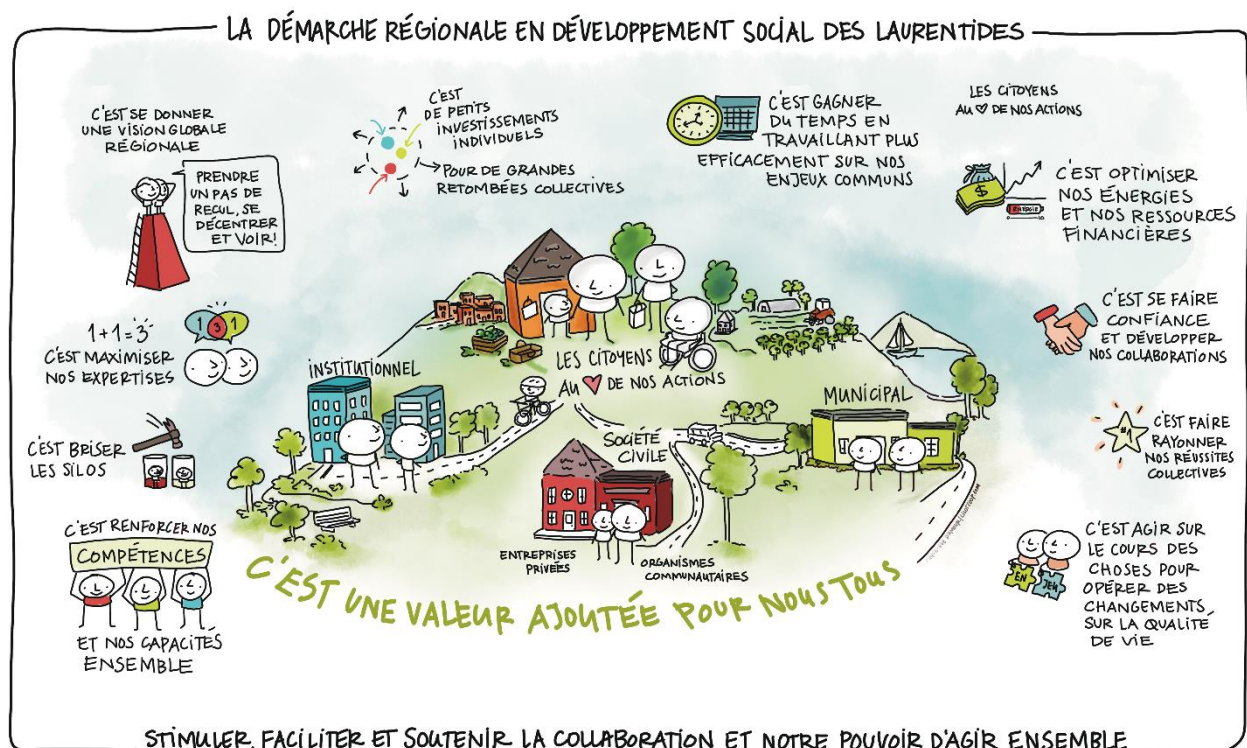 LA DÉMARCHE RÉGIONALE EN DÉVELOPPEMENT SOCIAL DES LAURENTIDES
C'EST SE DONNER
UNE VISION GLOBALE
RÉGIONALE
PRENDRE
UN PAS DE
RECUL, SE
DÉCENTRER
ET VOIR!
C'EST
DE PETITS
INVESTISSEMENTS
INDIVIDUELS
POUR DE GRANDES
RETOMBÉES COLLECTIVES
C'EST GAGNER
DU TEMPS EN
TRAVAILLANT PLUS
EFFICACEMENT SUR NOS
ENJEUX COMMUNS
LES CITOYENS
AU ♥ DE NOS ACTIONS
$
ÉNERGIE
C'EST OPTIMISER
NOS ÉNERGIES
ET NOS RESSOURCES
FINANCIÈRES
1+1=3
1 3 1
C'EST MAXIMISER
NOS EXPERTISES
INSTITUTIONNEL
LES CITOYENS
AU ♥ DE NOS ACTIONS
MUNICIPAL
C'EST SE FAIRE
CONFIANCE
ET DÉVELOPPER
NOS COLLABORATIONS
C'EST BRISER
LES SILOS
SOCIÉTÉ
CIVILE
ENTREPRISES
PRIVÉES
ORGANISMES
COMMUNAUTAIRES
#1
C'EST FAIRE
RAYONNER
NOS RÉUSSITES
COLLECTIVES
C'EST RENFORCER NOS
COMPÉTENCES
ET NOS CAPACITÉS
ENSEMBLE
EN JEU
C'EST AGIR SUR
LE COURS DES
CHOSES POUR
OPÉRER DES
CHANGEMENTS
SUR LA QUALITÉ
DE VIE
C'EST UNE VALEUR AJOUTÉE POUR NOUS TOUS
STIMULER, FACILITER ET SOUTENIR LA COLLABORATION ET NOTRE POUVOIR D'AGIR ENSEMBLE